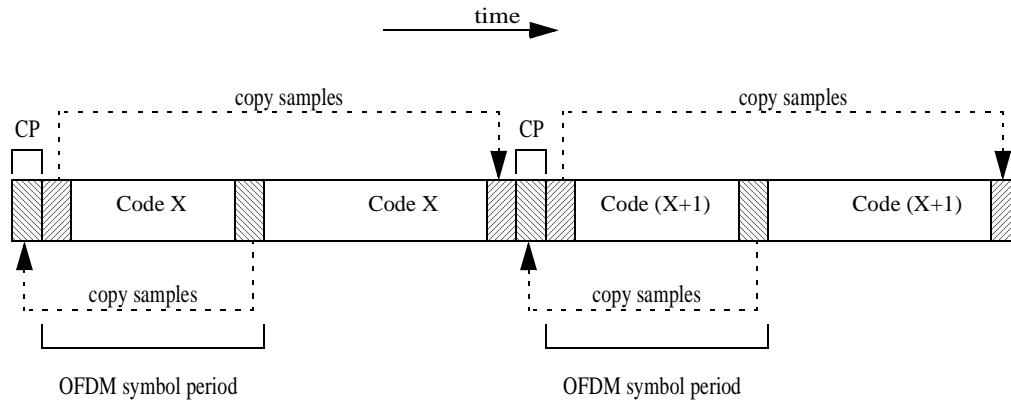 time
copy samples
copy samples
CP
CP
Code X
Code X
Code (X+1)
Code (X+1)
copy samples
copy samples
OFDM symbol period
OFDM symbol period